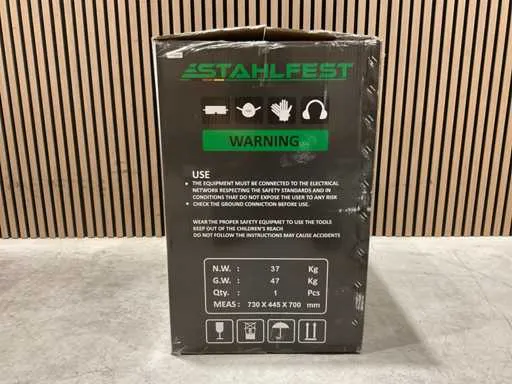 STAHLFEST
WARNING
USE
• THE EQUIPMENT MUST BE CONNECTED TO THE ELECTRICAL
NETWORK RESPECTING THE SAFETY STANDARDS AND IN
CONDITIONS THAT DO NOT EXPOSE THE USER TO ANY RISK
• CHECK THE GROUND CONNICTION BEFORE USE.
WEAR THE PROPER SAFETY EQUIPMET TO USE THE TOOLS
KEEP OUT OF THE CHILDREN'S REACH
DO NOT FOLLOW THE INSTRUCTIONS MAY CAUSE ACCIDENTS
N.W. : 37 Kg
G.W. : 47 Kg
Qty. : 1 Pcs
MEAS : 730 X 445 X 700 mm